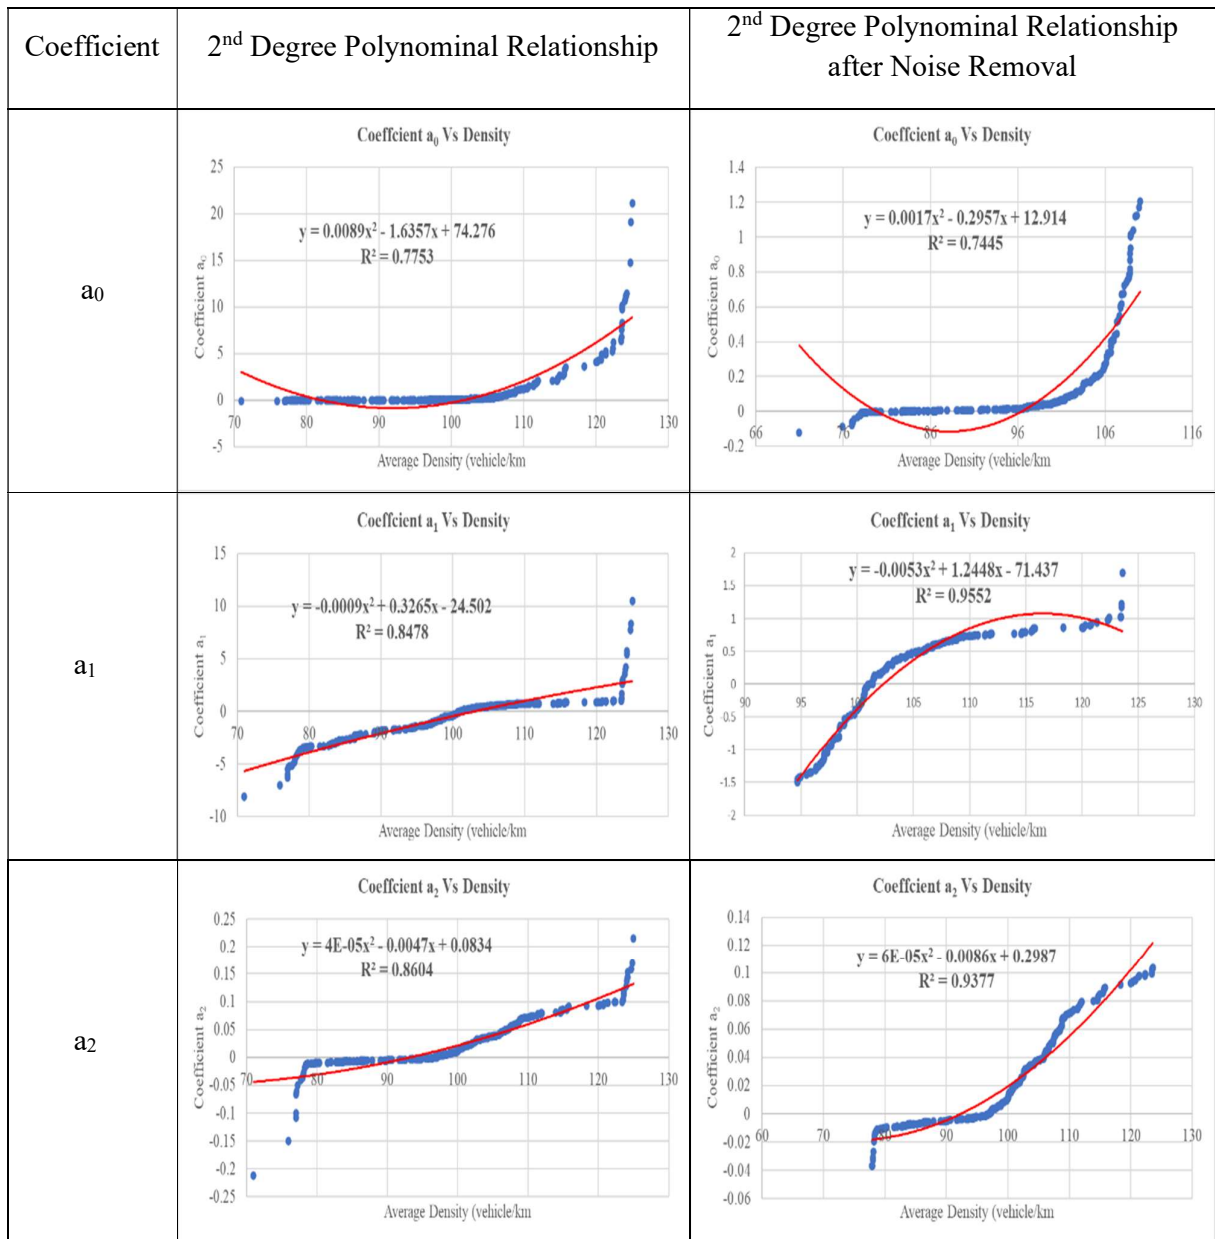 Coefficient
2nd Degree Polynominal Relationship
2nd Degree Polynominal Relationship
after Noise Removal
a0
Coeffcient a0 Vs Density
25
20
15
10
5
0
-5
70
80
90
100
110
120
130
y = 0.0089x² - 1.6357x + 74.276
R² = 0.7753
Coefficient a0
Average Density (vehicle/km
Coeffcient a0 Vs Density
1.4
1.2
1
0.8
0.6
0.4
0.2
0
-0.2
66
76
86
96
106
116
y = 0.0017x² - 0.2957x + 12.914
R² = 0.7445
Coefficient a0
Average Density (vehicle/km
a1
Coeffcient a1 Vs Density
15
10
5
0
-5
-10
70
80
90
100
110
120
130
y = -0.0009x² + 0.3265x - 24.502
R² = 0.8478
Coefficient a1
Average Density (vehicle/km
Coeffcient a1 Vs Density
2
1.5
1
0.5
0
-0.5
-1
-1.5
-2
90
95
100
105
110
115
120
125
130
y = -0.0053x² + 1.2448x - 71.437
R² = 0.9552
Coefficient a1
Average Density (vehicle/km
a2
Coeffcient a2 Vs Density
0.25
0.2
0.15
0.1
0.05
0
-0.05
-0.1
-0.15
-0.2
-0.25
70
80
90
100
110
120
130
y = 4E-05x² - 0.0047x + 0.0834
R² = 0.8604
Coefficient a2
Average Density (vehicle/km
Coeffcient a2 Vs Density
0.14
0.12
0.1
0.08
0.06
0.04
0.02
0
-0.02
-0.04
-0.06
60
70
80
90
100
110
120
130
y = 6E-05x² - 0.0086x + 0.2987
R² = 0.9377
Coefficient a2
Average Density (vehicle/km